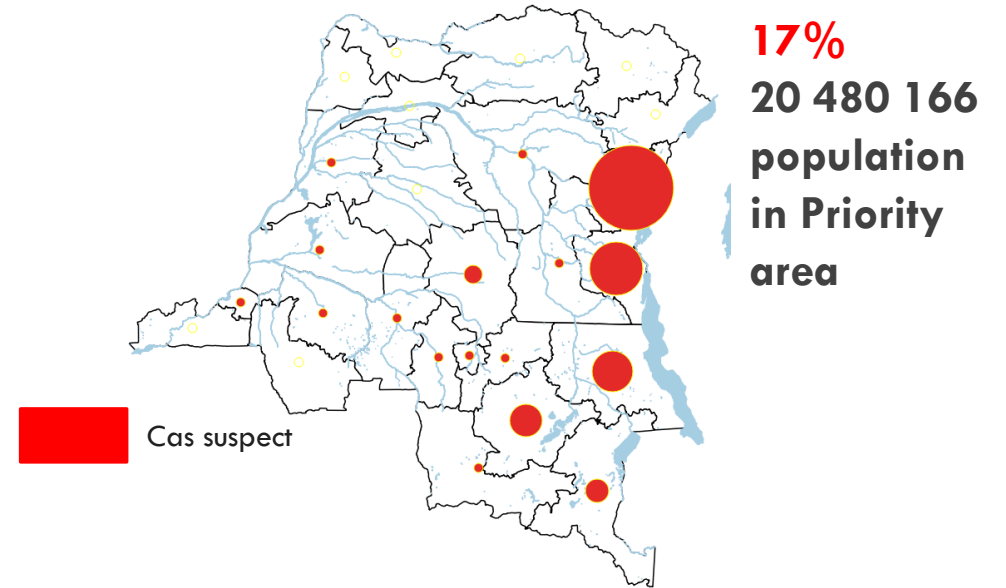 17%
20 480 166
population
in Priority
area
Cas suspect